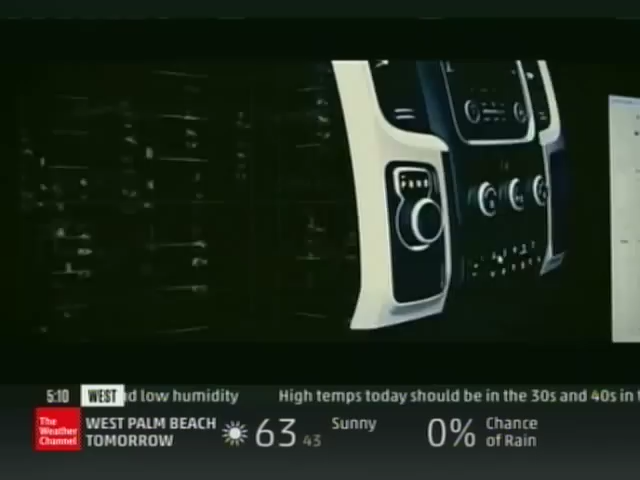 5:10 WEST d low humidity High temps today should be in the 30s and 40s in t
The Weather Channel
WEST PALM BEACH
TOMORROW
63 43
Sunny
0%
Chance
of Rain